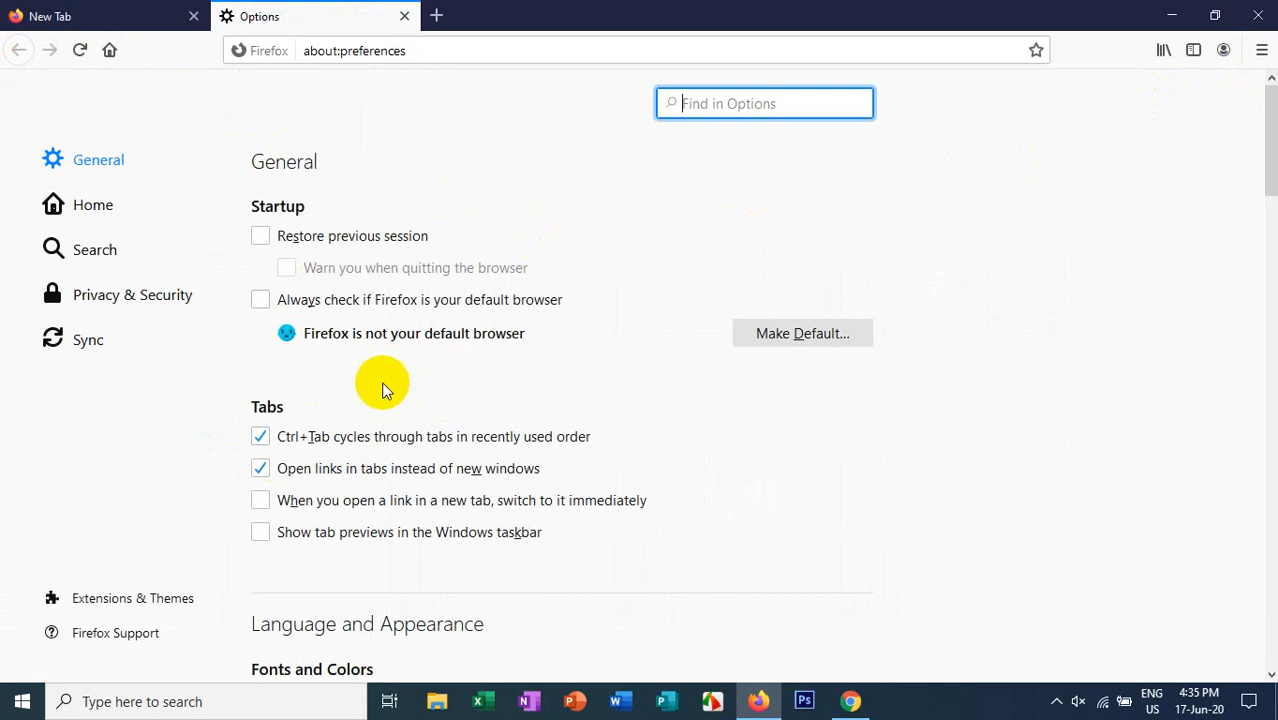 New Tab
Options
Firefox
about:preferences
Find in Options
General
Home
Search
Privacy & Security
Sync
Extensions & Themes
Firefox Support
General
Startup
Restore previous session
Warn you when quitting the browser
Always check if Firefox is your default browser
Firefox is not your default browser
Make Default...
Tabs
Ctrl+Tab cycles through tabs in recently used order
Open links in tabs instead of new windows
When you open a link in a new tab, switch to it immediately
Show tab previews in the Windows taskbar
Language and Appearance
Fonts and Colors
Type here to search
ENG
US
4:35 PM
17-Jun-20